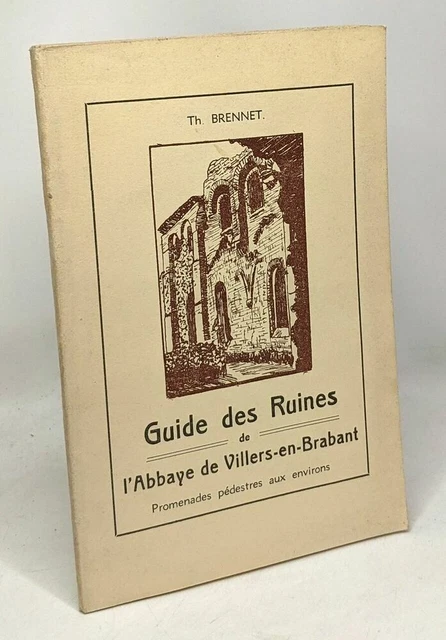 Th. BRENNET.
Guide des Ruines
de
l'Abbaye de Villers-en-Brabant
Promenades pédestres aux environs